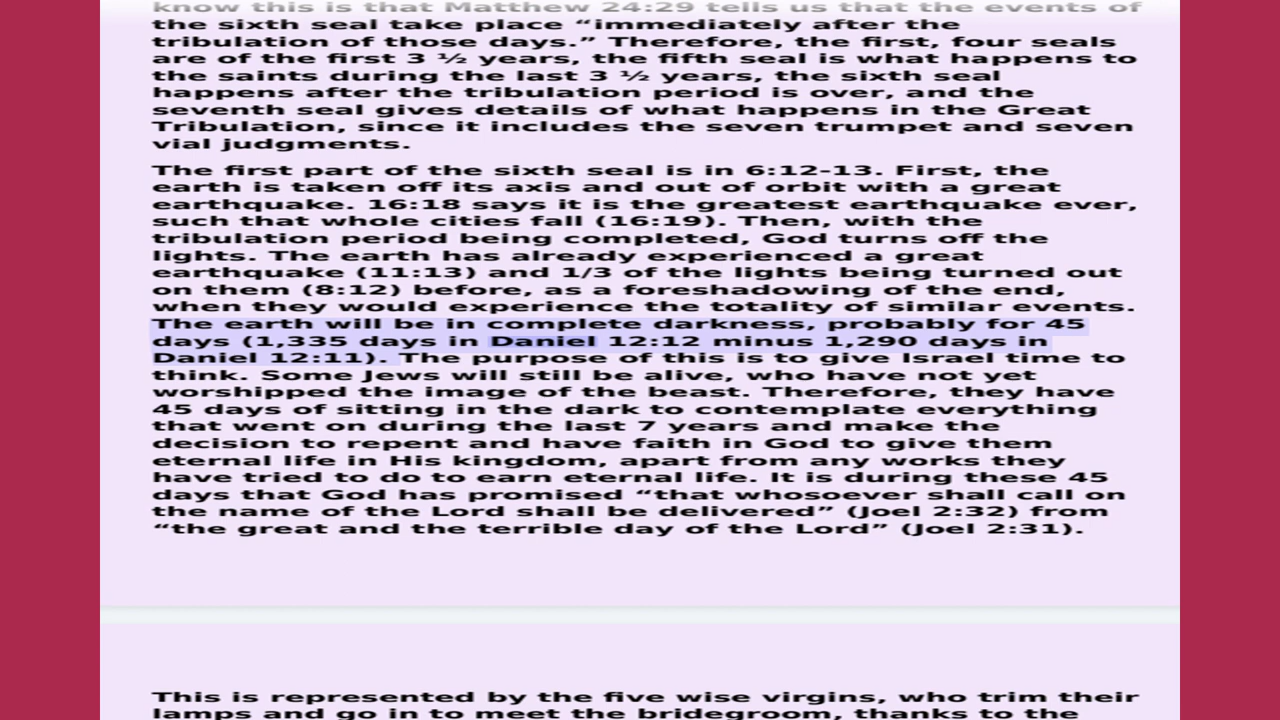 know this is that Matthew 24:29 tells us that the events of
the sixth seal take place “immediately after the
tribulation of those days.” Therefore, the first, four seals
are of the first 3 ½ years, the fifth seal is what happens to
the saints during the last 3 ½ years, the sixth seal
happens after the tribulation period is over, and the
seventh seal gives details of what happens in the Great
Tribulation, since it includes the seven trumpet and seven
vial judgments.
The first part of the sixth seal is in 6:12-13. First, the
earth is taken off its axis and out of orbit with a great
earthquake. 16:18 says it is the greatest earthquake ever,
such that whole cities fall (16:19). Then, with the
tribulation period being completed, God turns off the
lights. The earth has already experienced a great
earthquake (11:13) and 1/3 of the lights being turned out
on them (8:12) before, as a foreshadowing of the end,
when they would experience the totality of similar events.
The earth will be in complete darkness, probably for 45
days (1,335 days in Daniel 12:12 minus 1,290 days in
Daniel 12:11). The purpose of this is to give Israel time to
think. Some Jews will still be alive, who have not yet
worshipped the image of the beast. Therefore, they have
45 days of sitting in the dark to contemplate everything
that went on during the last 7 years and make the
decision to repent and have faith in God to give them
eternal life in His kingdom, apart from any works they
have tried to do to earn eternal life. It is during these 45
days that God has promised “that whosoever shall call on
the name of the Lord shall be delivered” (Joel 2:32) from
“the great and the terrible day of the Lord” (Joel 2:31).
This is represented by the five wise virgins, who trim their
lamps and go in to meet the bridegroom, thanks to the